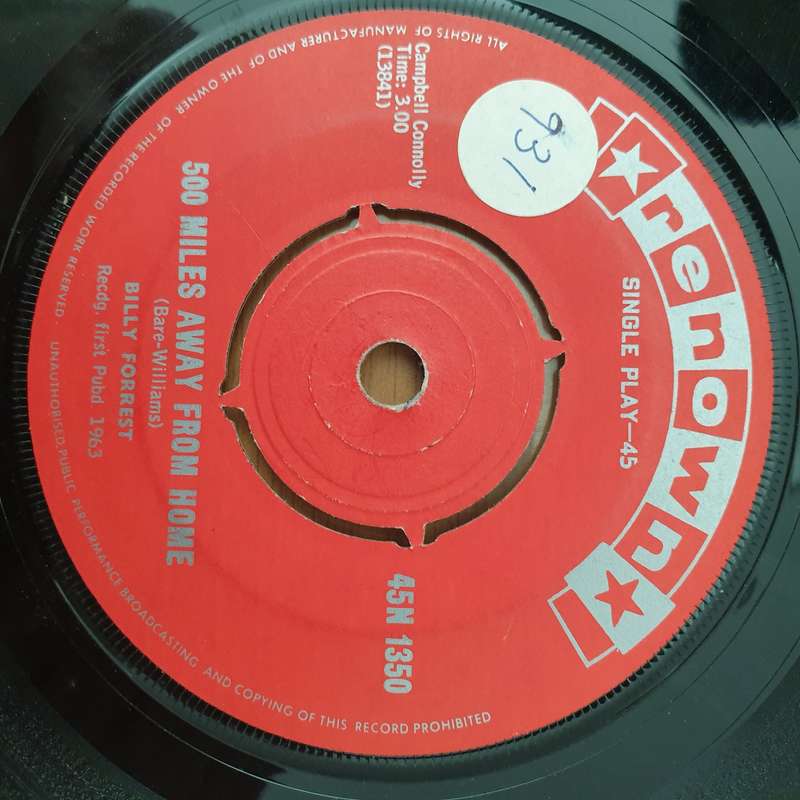 renown
SINGLE PLAY—45
931
Campbell Connolly
Time: 3.00
(13841)
45N 1350
500 MILES AWAY FROM HOME
(Bare-Williams)
BILLY FORREST
Recdg. first Pubd 1963
ALL RIGHTS OF MANUFACTURER AND OF THE OWNER OF THE RECORDED WORK RESERVED · UNAUTHORISED,PUBLIC PERFORMANCE BROADCASTING AND COPYING OF THIS RECORD PROHIBITED